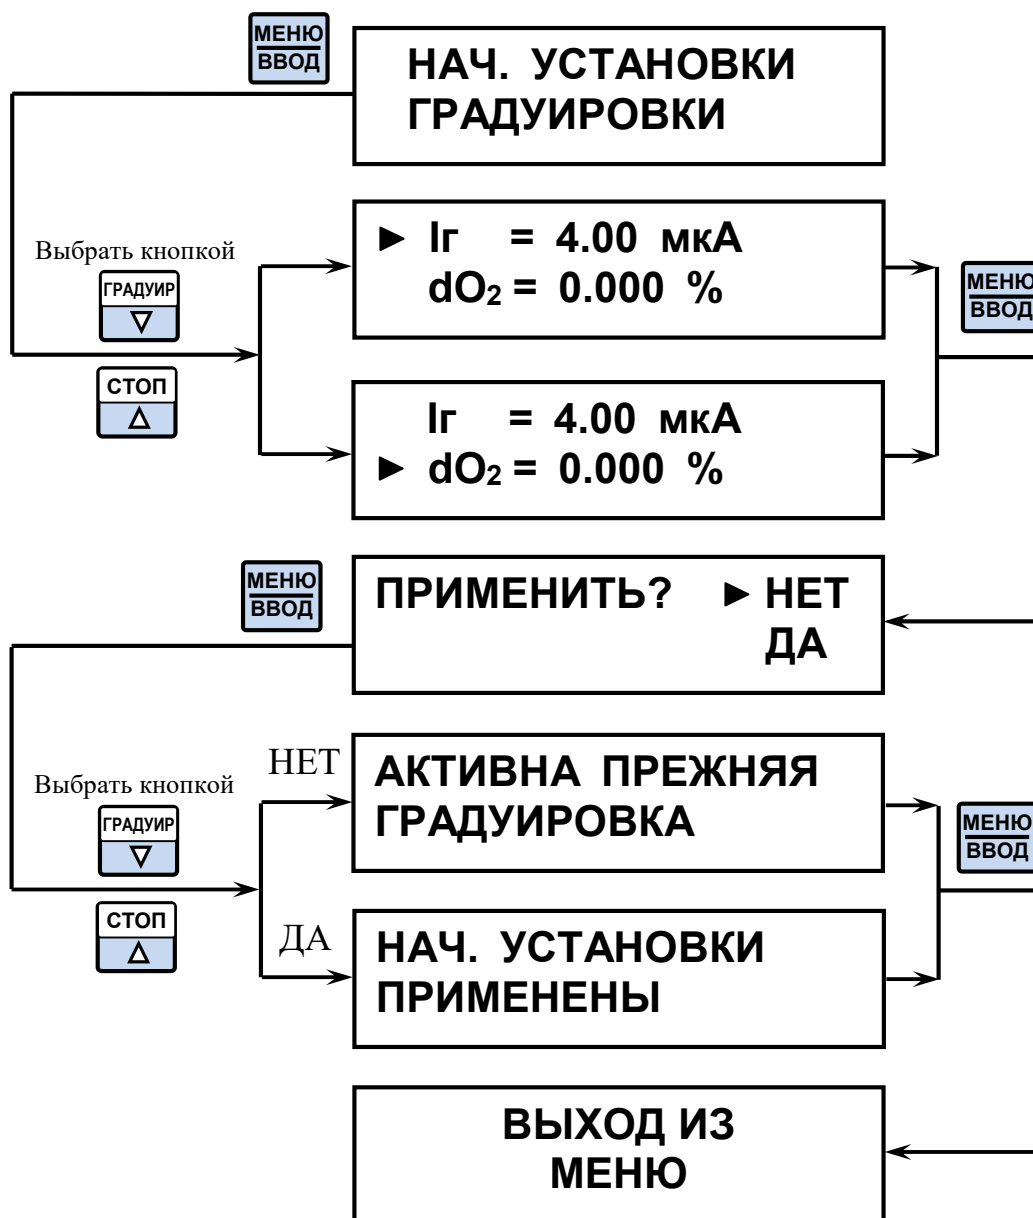 МЕНЮ
ВВОД
НАЧ. УСТАНОВКИ
ГРАДУИРОВКИ
Выбрать кнопкой
ГРАДУИР
СТОП
► Iг = 4.00 мкА
dO₂ = 0.000 %
МЕНЮ
ВВОД
Iг = 4.00 мкА
► dO₂ = 0.000 %
МЕНЮ
ВВОД
ПРИМЕНИТЬ? ► НЕТ
ДА
Выбрать кнопкой
ГРАДУИР
СТОП
НЕТ
АКТИВНА ПРЕЖНЯЯ
ГРАДУИРОВКА
МЕНЮ
ВВОД
ДА
НАЧ. УСТАНОВКИ
ПРИМЕНЕНЫ
ВЫХОД ИЗ
МЕНЮ